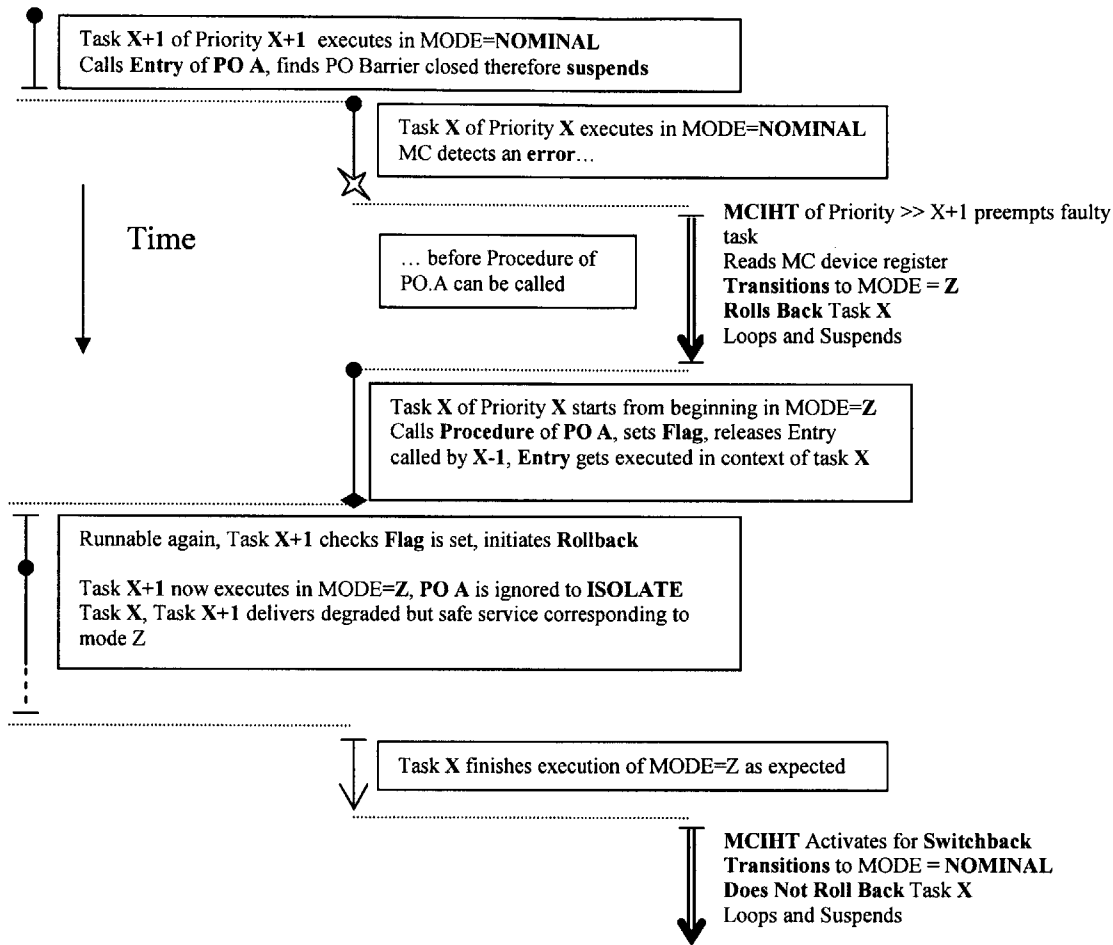 Task X+1 of Priority X+1 executes in MODE=NOMINAL
Calls Entry of PO A, finds PO Barrier closed therefore suspends
Task X of Priority X executes in MODE=NOMINAL
MC detects an error…
MCIHT of Priority >> X+1 preempts faulty
task
Reads MC device register
Transitions to MODE = Z
Rolls Back Task X
Loops and Suspends
Time
… before Procedure of
PO.A can be called
Task X of Priority X starts from beginning in MODE=Z
Calls Procedure of PO A, sets Flag, releases Entry
called by X-1, Entry gets executed in context of task X
Runnable again, Task X+1 checks Flag is set, initiates Rollback
Task X+1 now executes in MODE=Z, PO A is ignored to ISOLATE
Task X, Task X+1 delivers degraded but safe service corresponding to
mode Z
Task X finishes execution of MODE=Z as expected
MCIHT Activates for Switchback
Transitions to MODE = NOMINAL
Does Not Roll Back Task X
Loops and Suspends